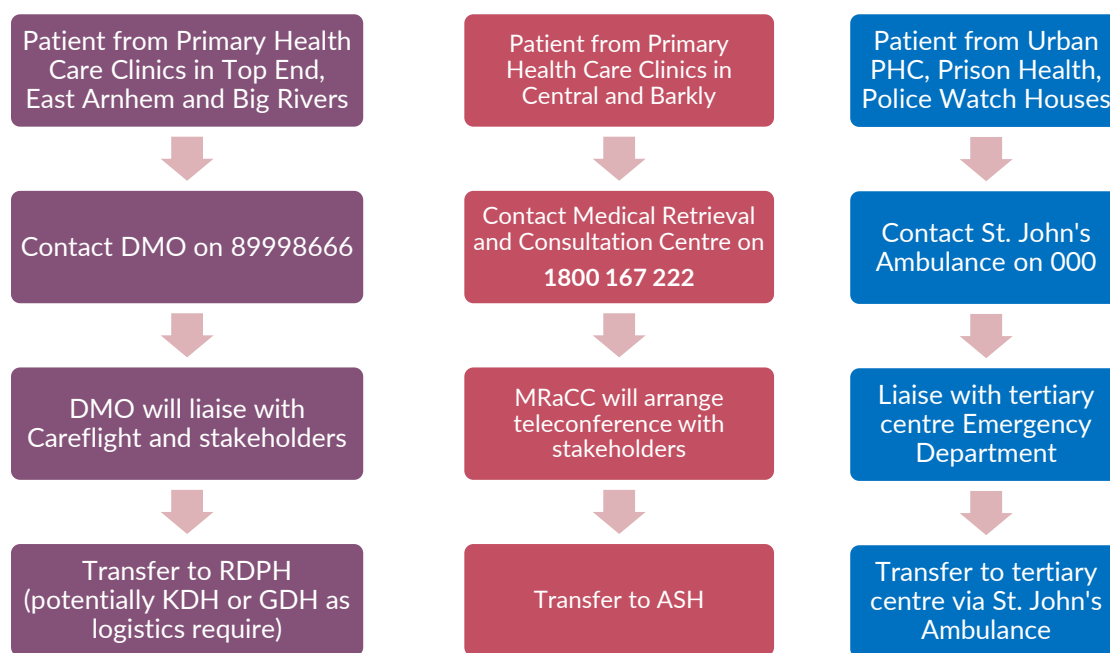 Patient from Primary Health
Care Clinics in Top End,
East Arnhem and Big Rivers
Contact DMO on 89998666
DMO will liaise with
Careflight and stakeholders
Transfer to RDPH
(potentially KDH or GDH as
logistics require)
Patient from Primary
Health Care Clinics in
Central and Barkly
Contact Medical Retrieval
and Consultation Centre on
1800 167 222
MRaCC will arrange
teleconference with
stakeholders
Transfer to ASH
Patient from Urban
PHC, Prison Health,
Police Watch Houses
Contact St. John's
Ambulance on 000
Liaise with tertiary
centre Emergency
Department
Transfer to tertiary
centre via St. John's
Ambulance